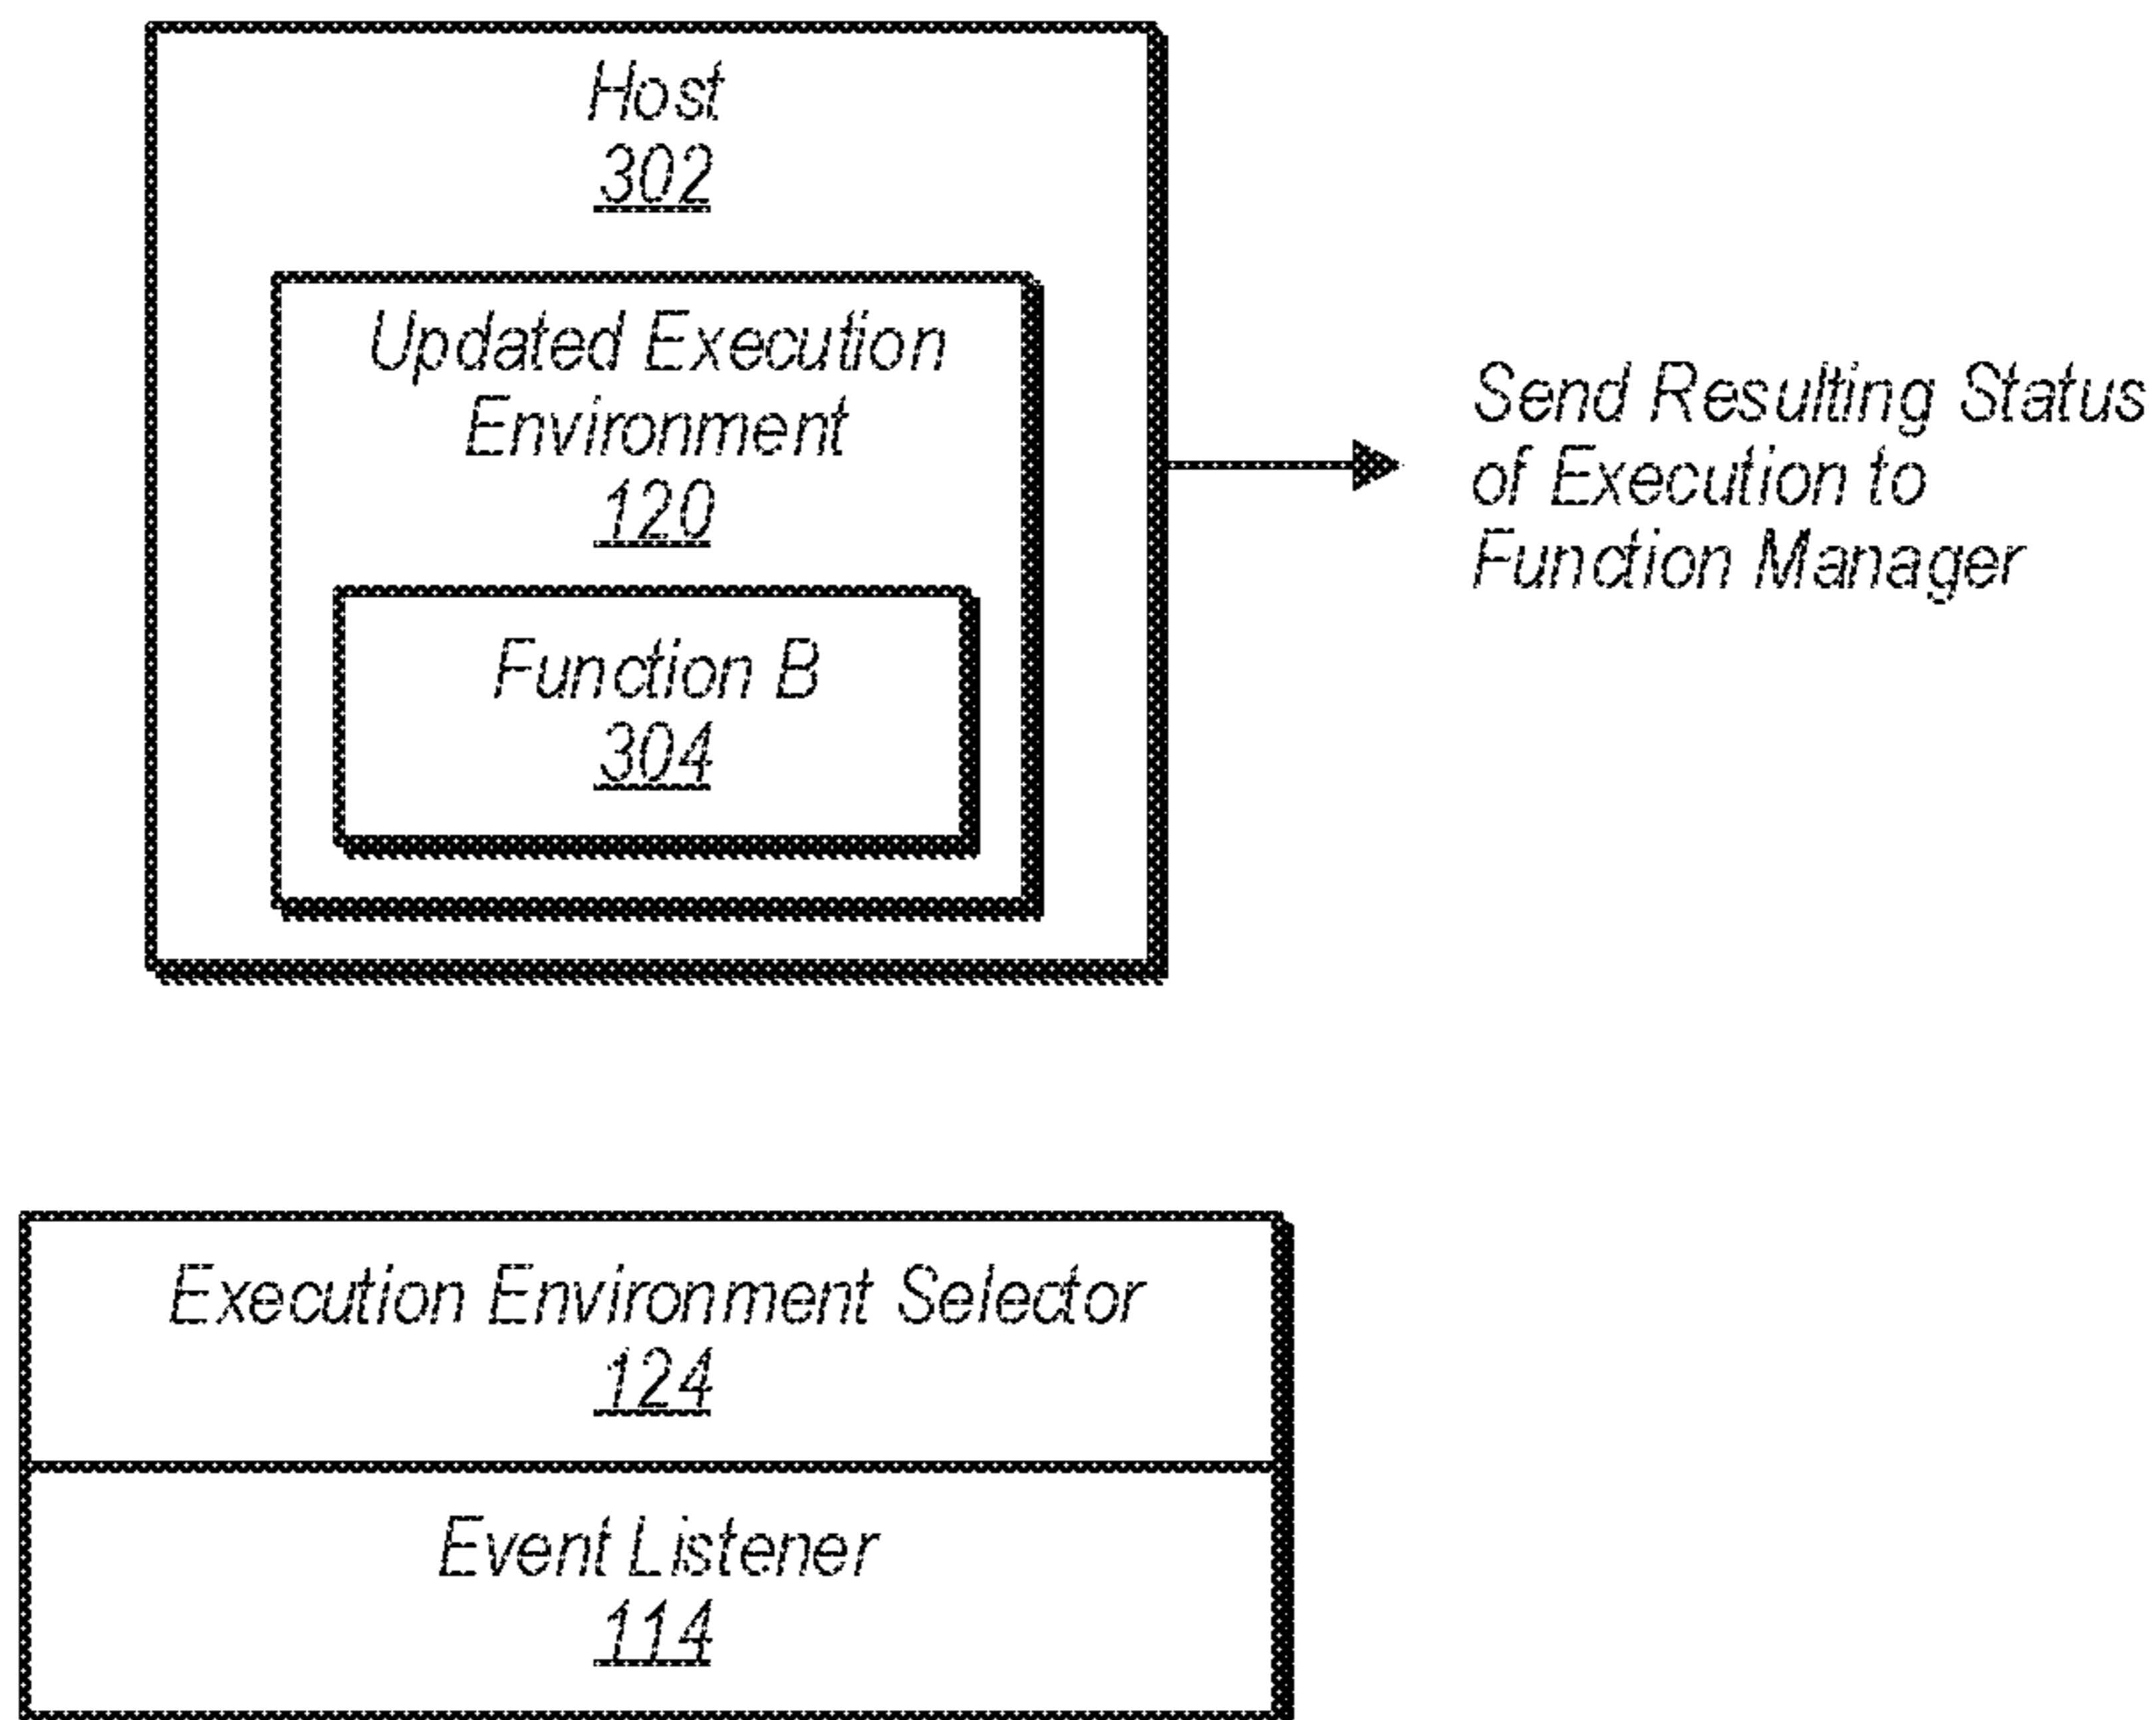 Host
302
Updated Execution
Environment
120
Function B
304
Send Resulting Status
of Execution to
Function Manager
Execution Environment Selector
124
Event Listener
114